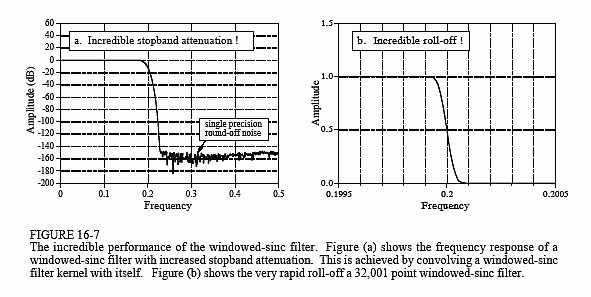 a. Incredible stopband attenuation !
60
40
20
0
-20
-40
-60
-80
-100
-120
-140
-160
-180
-200
Amplitude (dB)
single precision
round-off noise
0
0.1
0.2
0.3
0.4
0.5
Frequency
b. Incredible roll-off !
1.5
1.0
0.5
0.0
Amplitude
0.1995
0.2
0.2005
Frequency
FIGURE 16-7
The incredible performance of the windowed-sinc filter. Figure (a) shows the frequency response of a
windowed-sinc filter with increased stopband attenuation. This is achieved by convolving a windowed-sinc
filter kernel with itself. Figure (b) shows the very rapid roll-off a 32,001 point windowed-sinc filter.